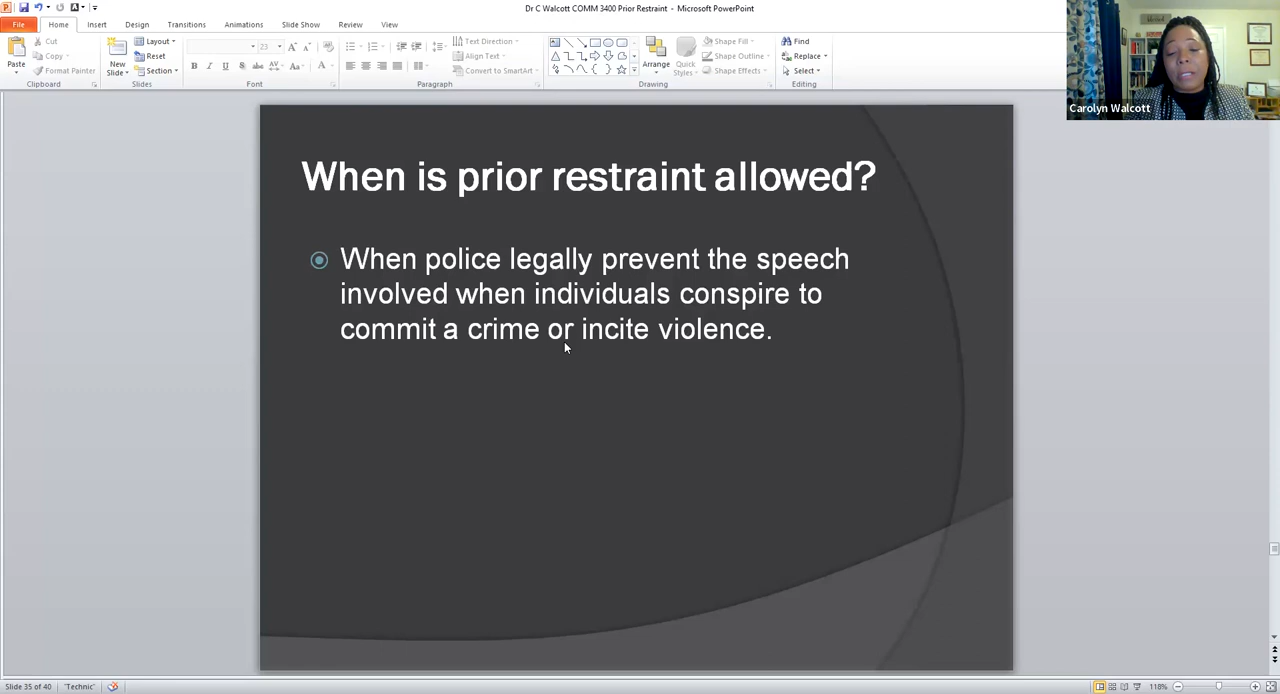 Dr C Walcott COMM 3400 Prior Restraint - Microsoft PowerPoint
File Home Insert Design Transitions Animations Slide Show Review View
Paste
Cut
Copy
Format Painter
Clipboard
New
Slide
Layout
Reset
Section
Slides
23
B I U S abc AV Aa A
Font
Text Direction
Align Text
Convert to SmartArt
Paragraph
Arrange
Quick
Styles
Shape Fill
Shape Outline
Shape Effects
Drawing
Find
Replace
Select
Editing
Carolyn Walcott
When is prior restraint allowed?
When police legally prevent the speech
involved when individuals conspire to
commit a crime or incite violence.
Slide 35 of 40 "Technic" 118%